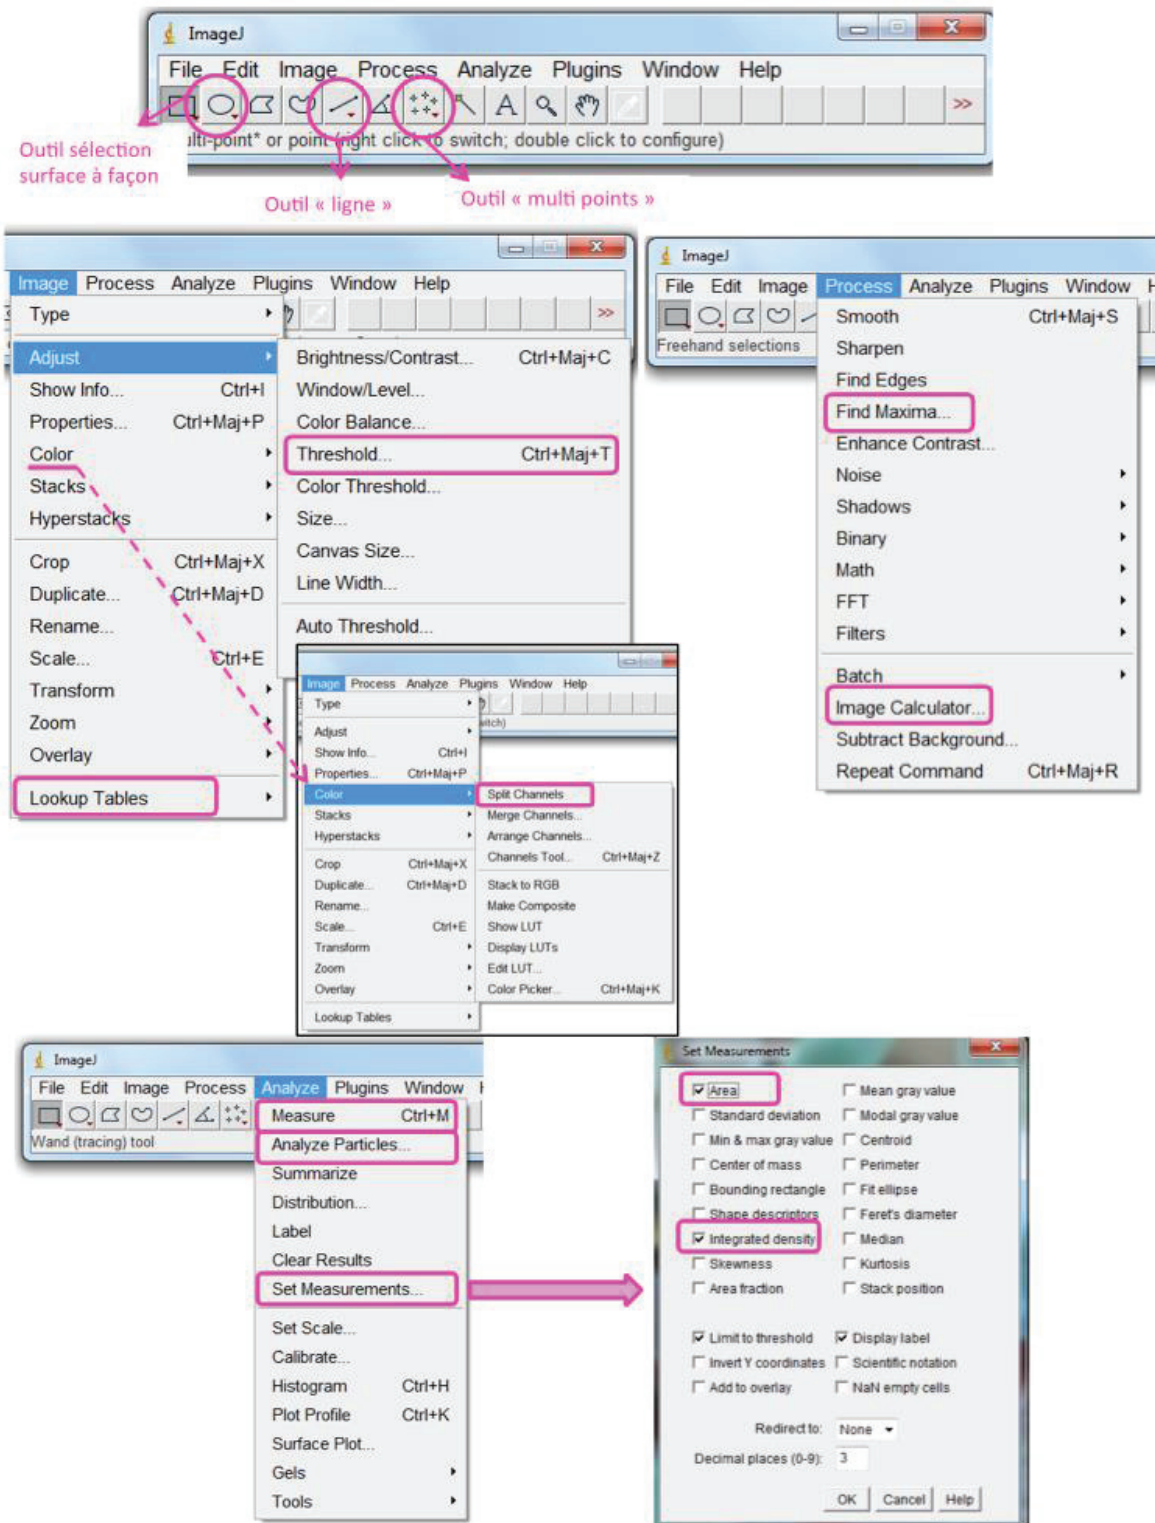 ImageJ
File Edit Image Process Analyze Plugins Window Help
ulti-point* or point (right click to switch; double click to configure)
Outil sélection
surface à façon
Outil « ligne »
Outil « multi points »
Image Process Analyze Plugins Window Help
Type
Adjust
Show Info... Ctrl+I
Properties... Ctrl+Maj+P
Color
Stacks
Hyperstacks
Crop Ctrl+Maj+X
Duplicate... Ctrl+Maj+D
Rename...
Scale... Ctrl+E
Transform
Zoom
Overlay
Lookup Tables
Brightness/Contrast... Ctrl+Maj+C
Window/Level...
Color Balance...
Threshold... Ctrl+Maj+T
Color Threshold...
Size...
Canvas Size...
Line Width...
Auto Threshold...
ImageJ
File Edit Image Process Analyze Plugins Window H
Freehand selections
Smooth Ctrl+Maj+S
Sharpen
Find Edges
Find Maxima...
Enhance Contrast...
Noise
Shadows
Binary
Math
FFT
Filters
Batch
Image Calculator...
Subtract Background...
Repeat Command Ctrl+Maj+R
Image Process Analyze Plugins Window Help
itch)
Type
Adjust
Show Info... Ctrl+I
Properties... Ctrl+Maj+P
Color
Stacks
Hyperstacks
Crop Ctrl+Maj+X
Duplicate... Ctrl+Maj+D
Rename...
Scale... Ctrl+E
Transform
Zoom
Overlay
Lookup Tables
Split Channels
Merge Channels...
Arrange Channels...
Channels Tool... Ctrl+Maj+Z
Stack to RGB
Make Composite
Show LUT
Display LUTs
Edit LUT...
Color Picker... Ctrl+Maj+K
ImageJ
File Edit Image Process Analyze Plugins Window H
Wand (tracing) tool
Measure Ctrl+M
Analyze Particles...
Summarize
Distribution...
Label
Clear Results
Set Measurements...
Set Scale...
Calibrate...
Histogram Ctrl+H
Plot Profile Ctrl+K
Surface Plot...
Gels
Tools
Set Measurements
Area Mean gray value
Standard deviation Modal gray value
Min & max gray value Centroid
Center of mass Perimeter
Bounding rectangle Fit ellipse
Shape descriptors Feret's diameter
Integrated density Median
Skewness Kurtosis
Area fraction Stack position
Limit to threshold Display label
Invert Y coordinates Scientific notation
Add to overlay NaN empty cells
Redirect to: None
Decimal places (0-9): 3
OK Cancel Help